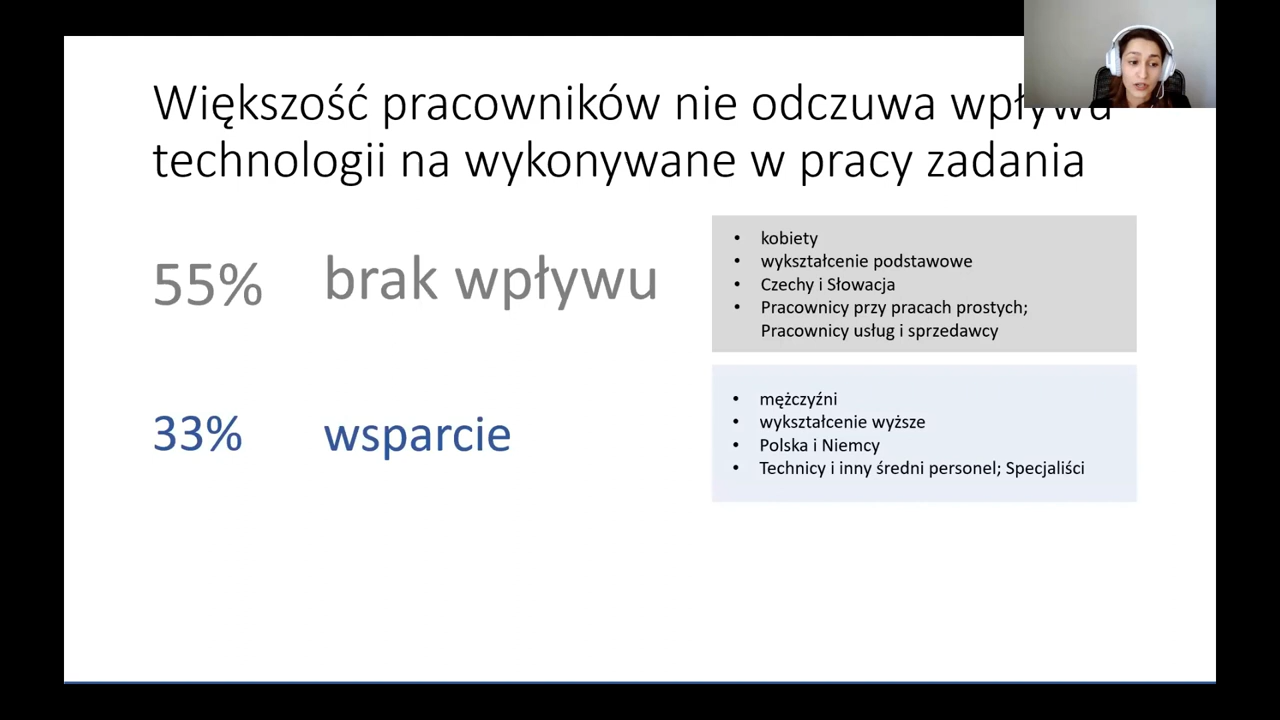 Większość pracowników nie odczuwa wpływu
technologii na wykonywane w pracy zadania
55% brak wpływu
• kobiety
• wykształcenie podstawowe
• Czechy i Słowacja
• Pracownicy przy pracach prostych;
Pracownicy usług i sprzedawcy
33% wsparcie
• mężczyźni
• wykształcenie wyższe
• Polska i Niemcy
• Technicy i inny średni personel; Specjaliści